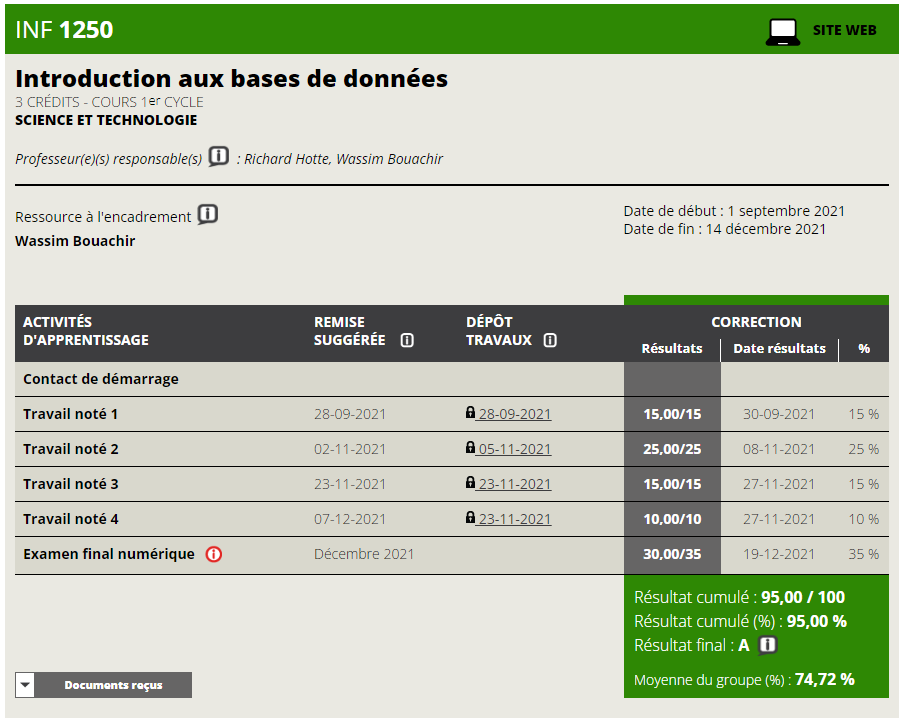 INF 1250
SITE WEB
Introduction aux bases de données
3 CRÉDITS - COURS 1er CYCLE
SCIENCE ET TECHNOLOGIE
Professeur(e)(s) responsable(s) : Richard Hotte, Wassim Bouachir
Ressource à l'encadrement
Wassim Bouachir
Date de début : 1 septembre 2021
Date de fin : 14 décembre 2021
ACTIVITÉS D'APPRENTISSAGE REMISE SUGGÉRÉE DÉPÔT TRAVAUX CORRECTION
Résultats Date résultats %
Contact de démarrage
Travail noté 1 28-09-2021 28-09-2021 15,00/15 30-09-2021 15 %
Travail noté 2 02-11-2021 05-11-2021 25,00/25 08-11-2021 25 %
Travail noté 3 23-11-2021 23-11-2021 15,00/15 27-11-2021 15 %
Travail noté 4 07-12-2021 23-11-2021 10,00/10 27-11-2021 10 %
Examen final numérique Décembre 2021 30,00/35 19-12-2021 35 %
Résultat cumulé : 95,00 / 100
Résultat cumulé (%) : 95,00 %
Résultat final : A
Moyenne du groupe (%) : 74,72 %
Documents reçus